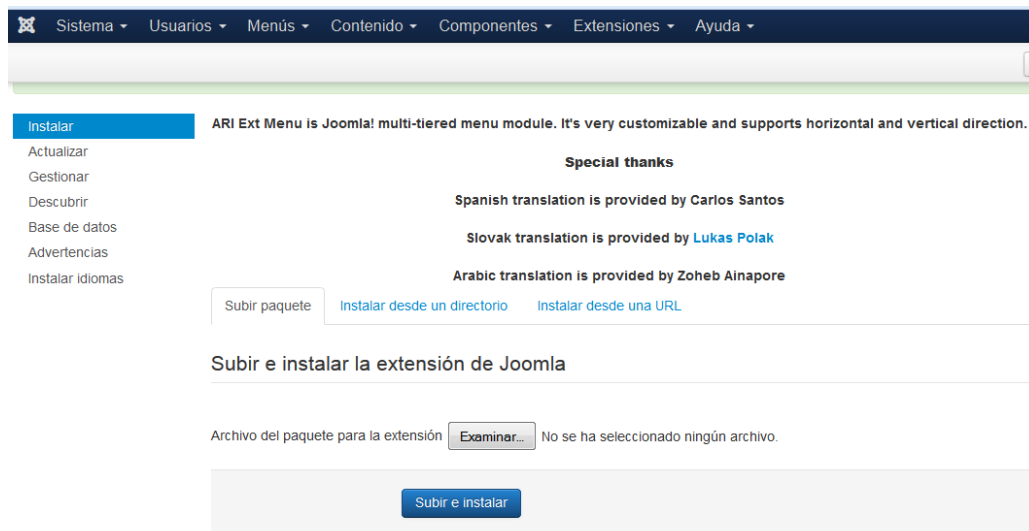 Sistema Usuarios Menús Contenido Componentes Extensiones Ayuda
Instalar
Actualizar
Gestionar
Descubrir
Base de datos
Advertencias
Instalar idiomas
ARI Ext Menu is Joomla! multi-tiered menu module. It's very customizable and supports horizontal and vertical direction.
Special thanks
Spanish translation is provided by Carlos Santos
Slovak translation is provided by Lukas Polak
Arabic translation is provided by Zoheb Ainapore
Subir paquete Instalar desde un directorio Instalar desde una URL
Subir e instalar la extensión de Joomla
Archivo del paquete para la extensión Examinar... No se ha seleccionado ningún archivo.
Subir e instalar